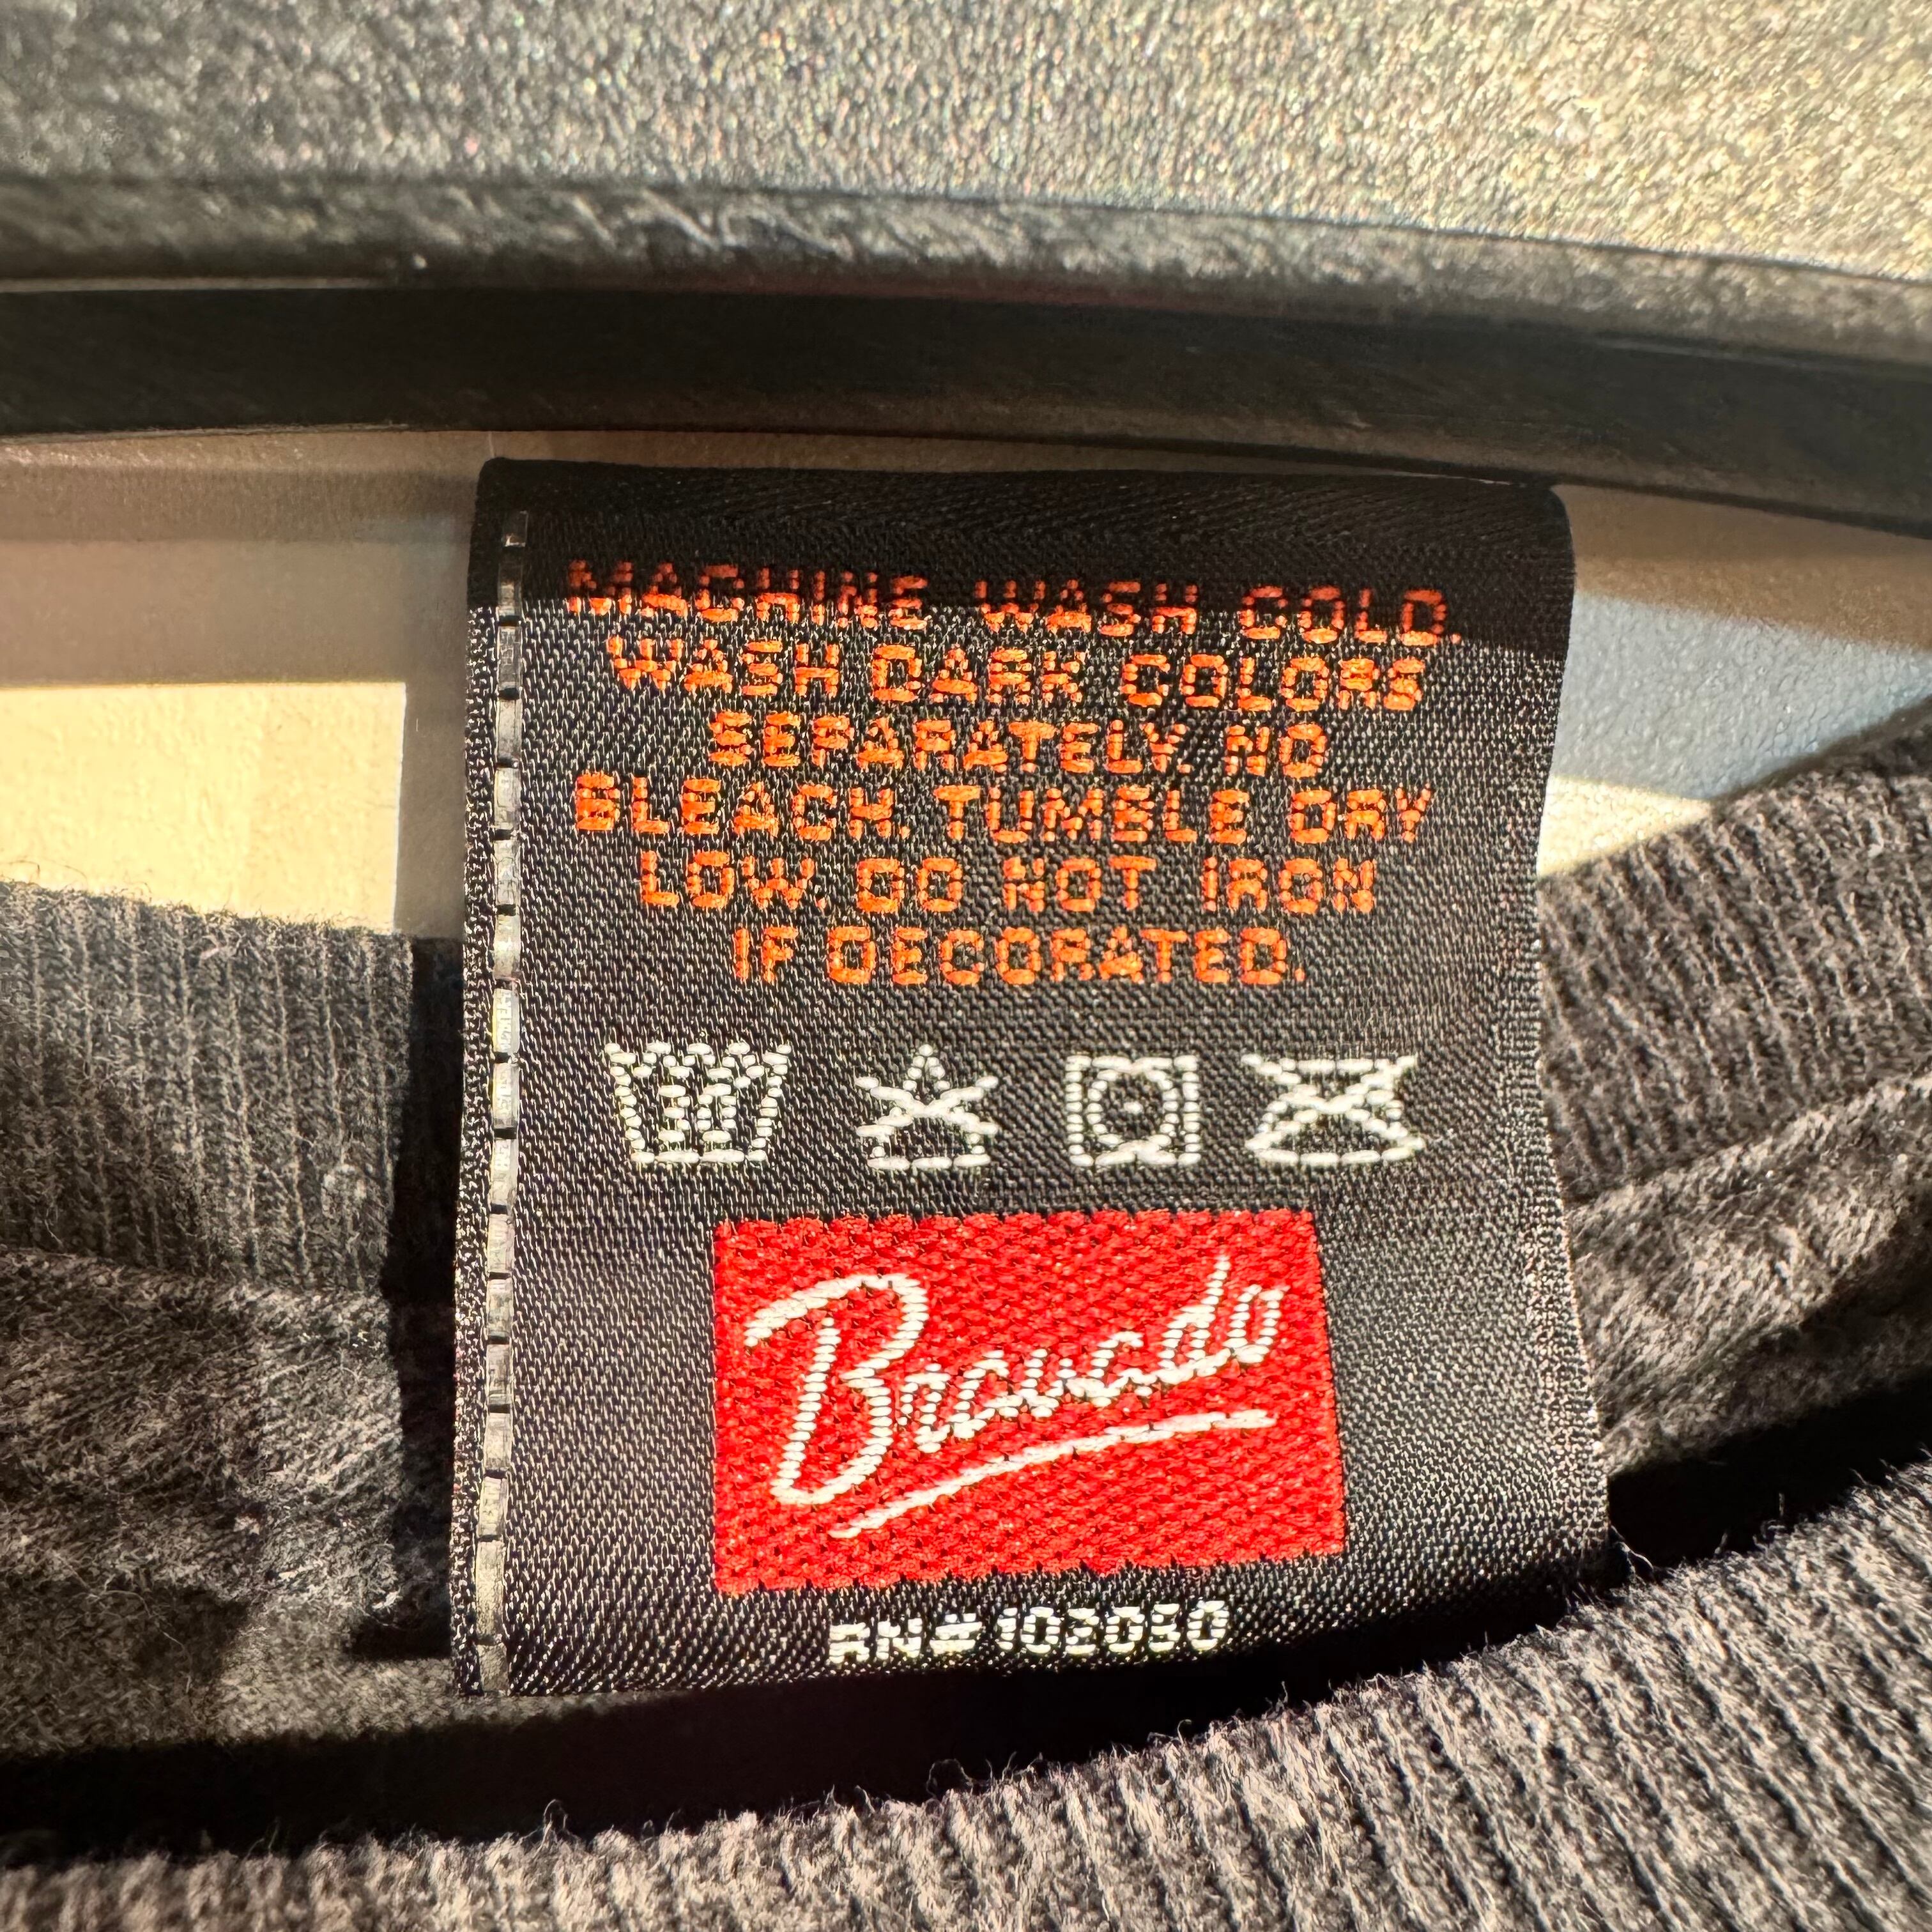 MACHINE WASH COLD.
WASH DARK COLORS
SEPARATELY. NO
BLEACH. TUMBLE DRY
LOW. DO NOT IRON
IF DECORATED.
Bravado
RN#103050